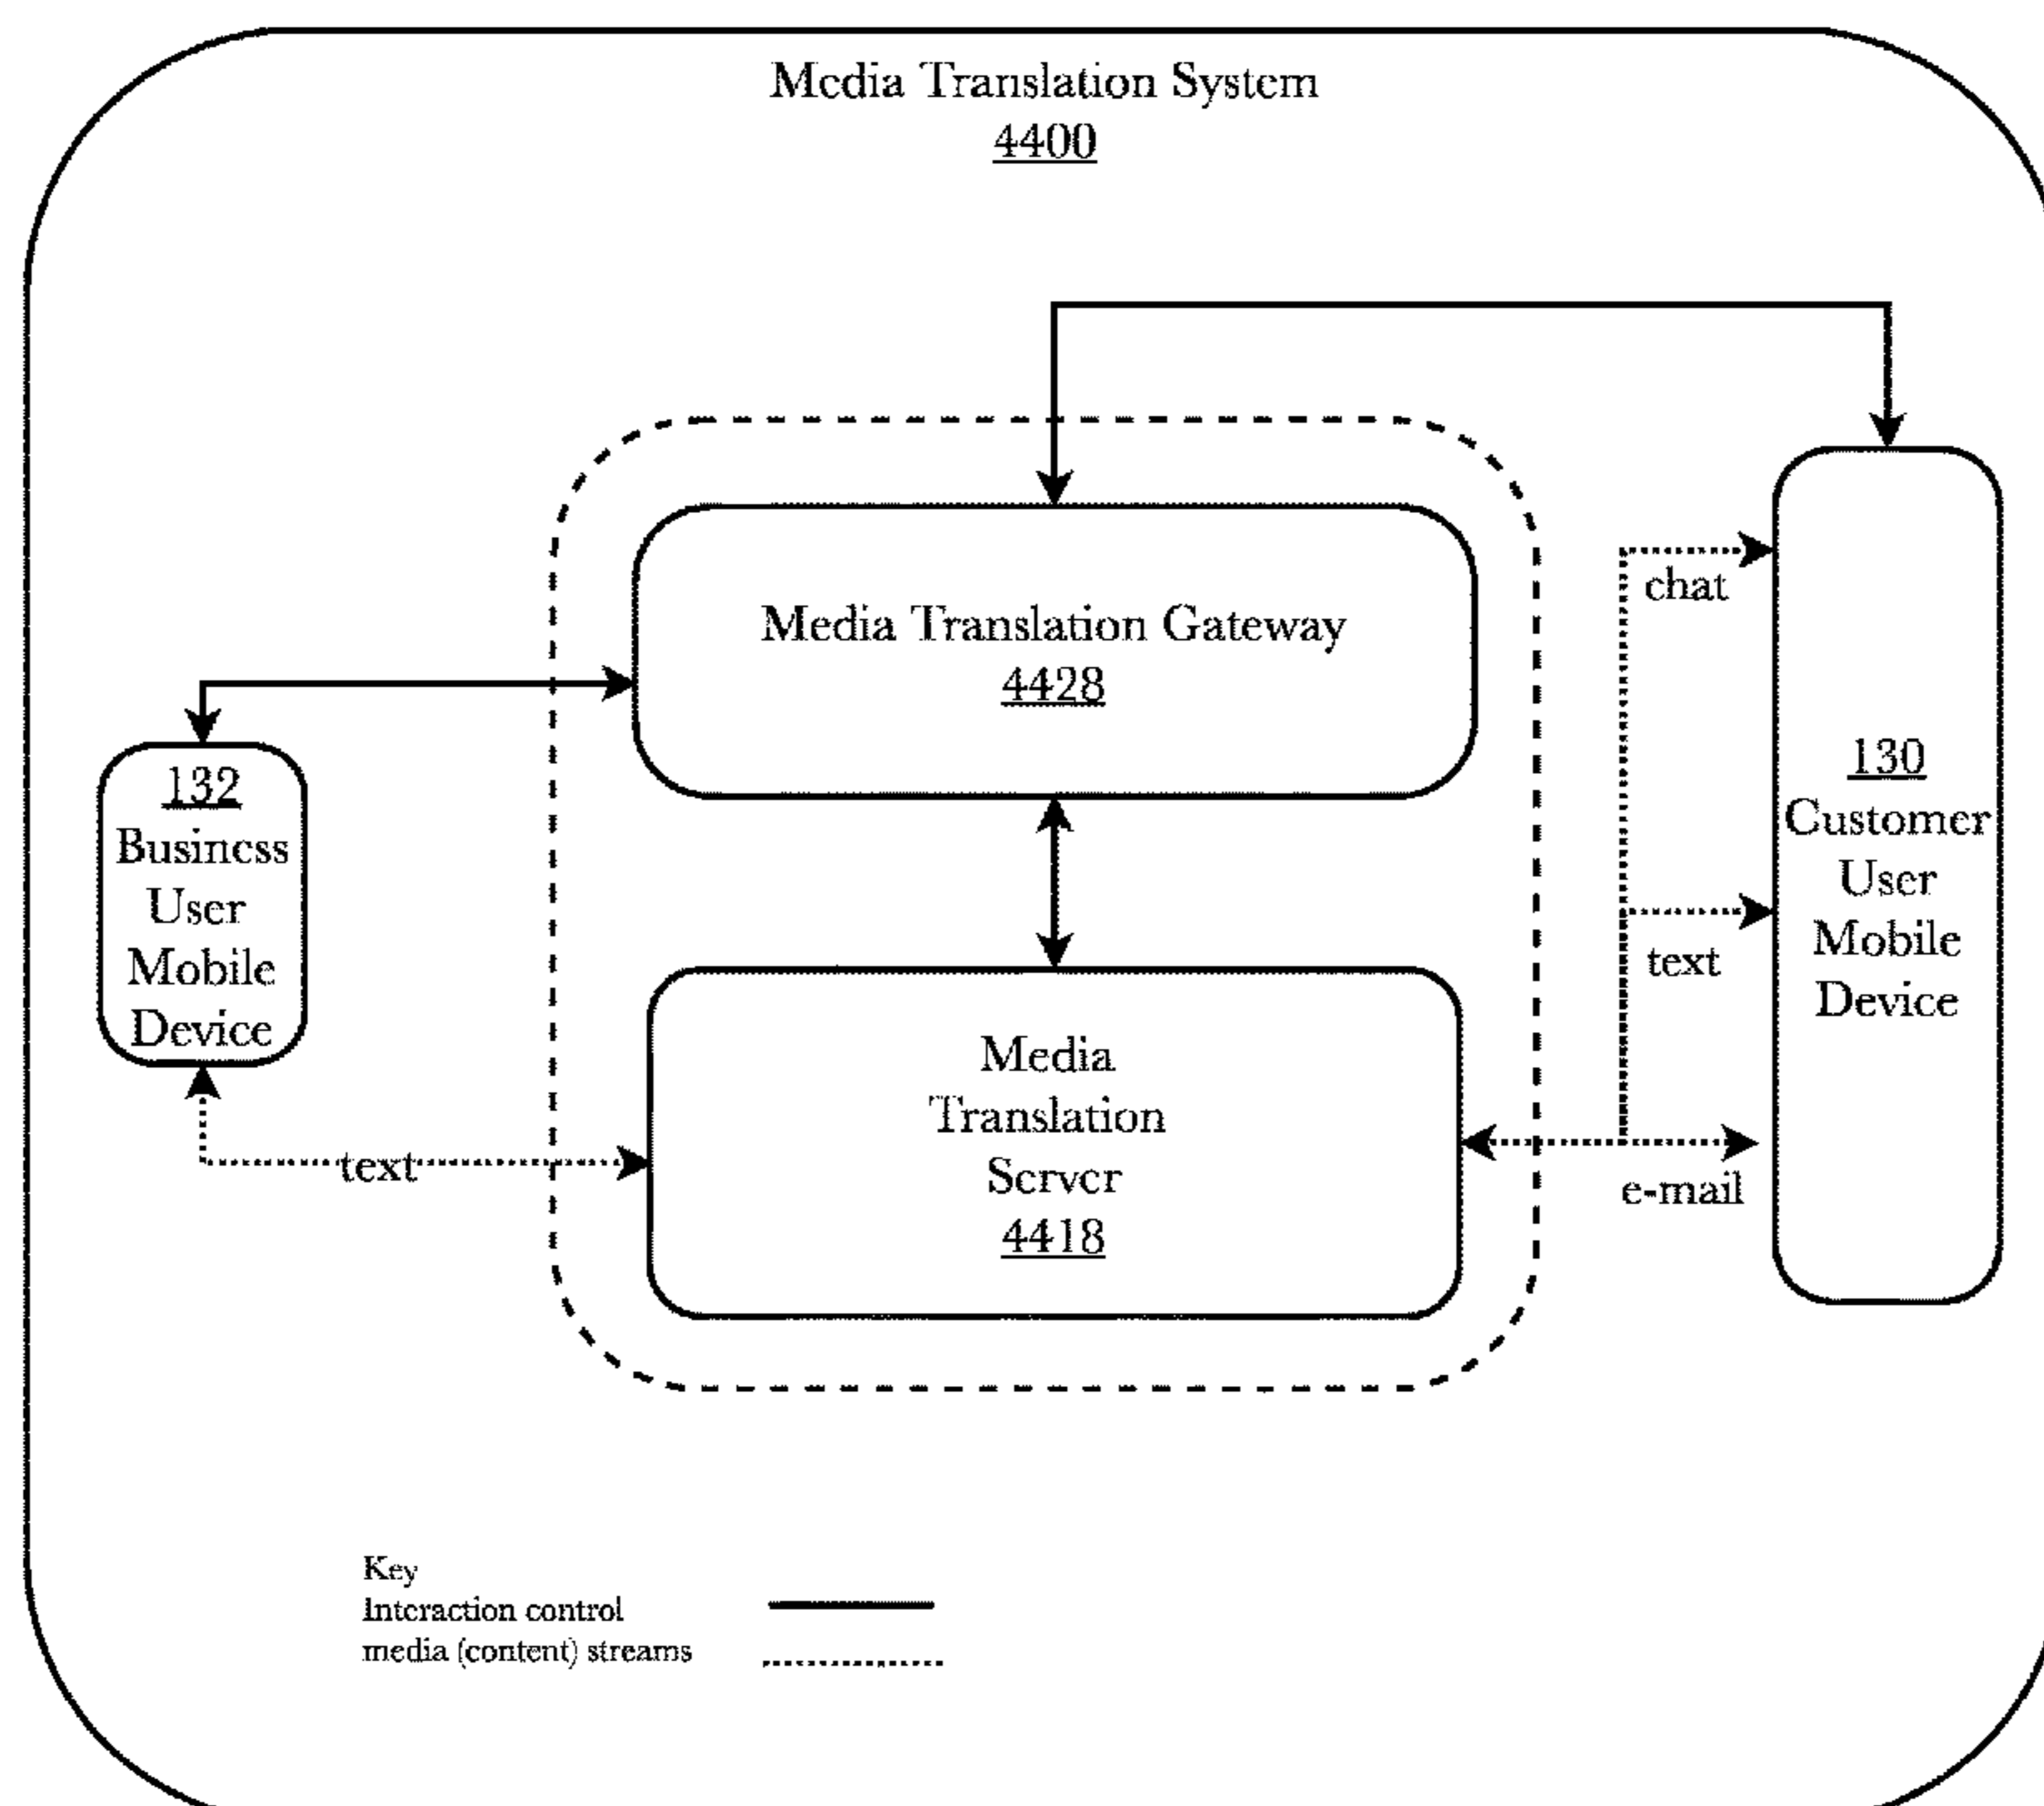 Media Translation System
4400
chat
Media Translation Gateway
4428
132
Business
User
Mobile
Device
130
Customer
User
Mobile
Device
text
Media
Translation
Server
4418
text
e-mail
Key
Interaction control
media (content) streams